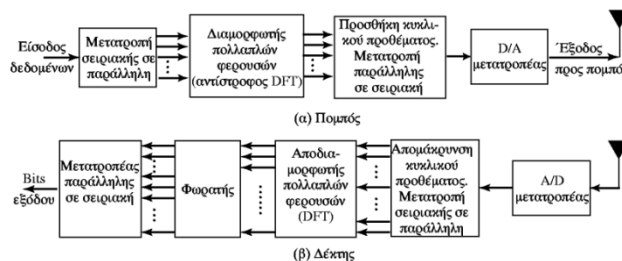 Είσοδος
δεδομένων
Μετατροπή
σειριακής σε
παράλληλη
Διαμορφωτής
πολλαπλών
φερουσών
(αντίστροφος DFT)
Προσθήκη κυκλι-
κού προθέματος.
Μετατροπή
παράλληλης
σε σειριακή
D/A
μετατροπέας
Έξοδος
προς πομπό
(α) Πομπός
Bits
εξόδου
Μετατροπέας
παράλληλης
σε σειριακή
Φωρατής
Αποδια-
μορφωτής
πολλαπλών
φερουσών
(DFT)
Απομάκρυνση
κυκλικού
προθέματος.
Μετατροπή
σειριακής σε
παράλληλη
A/D
μετατροπέας
(β) Δέκτης